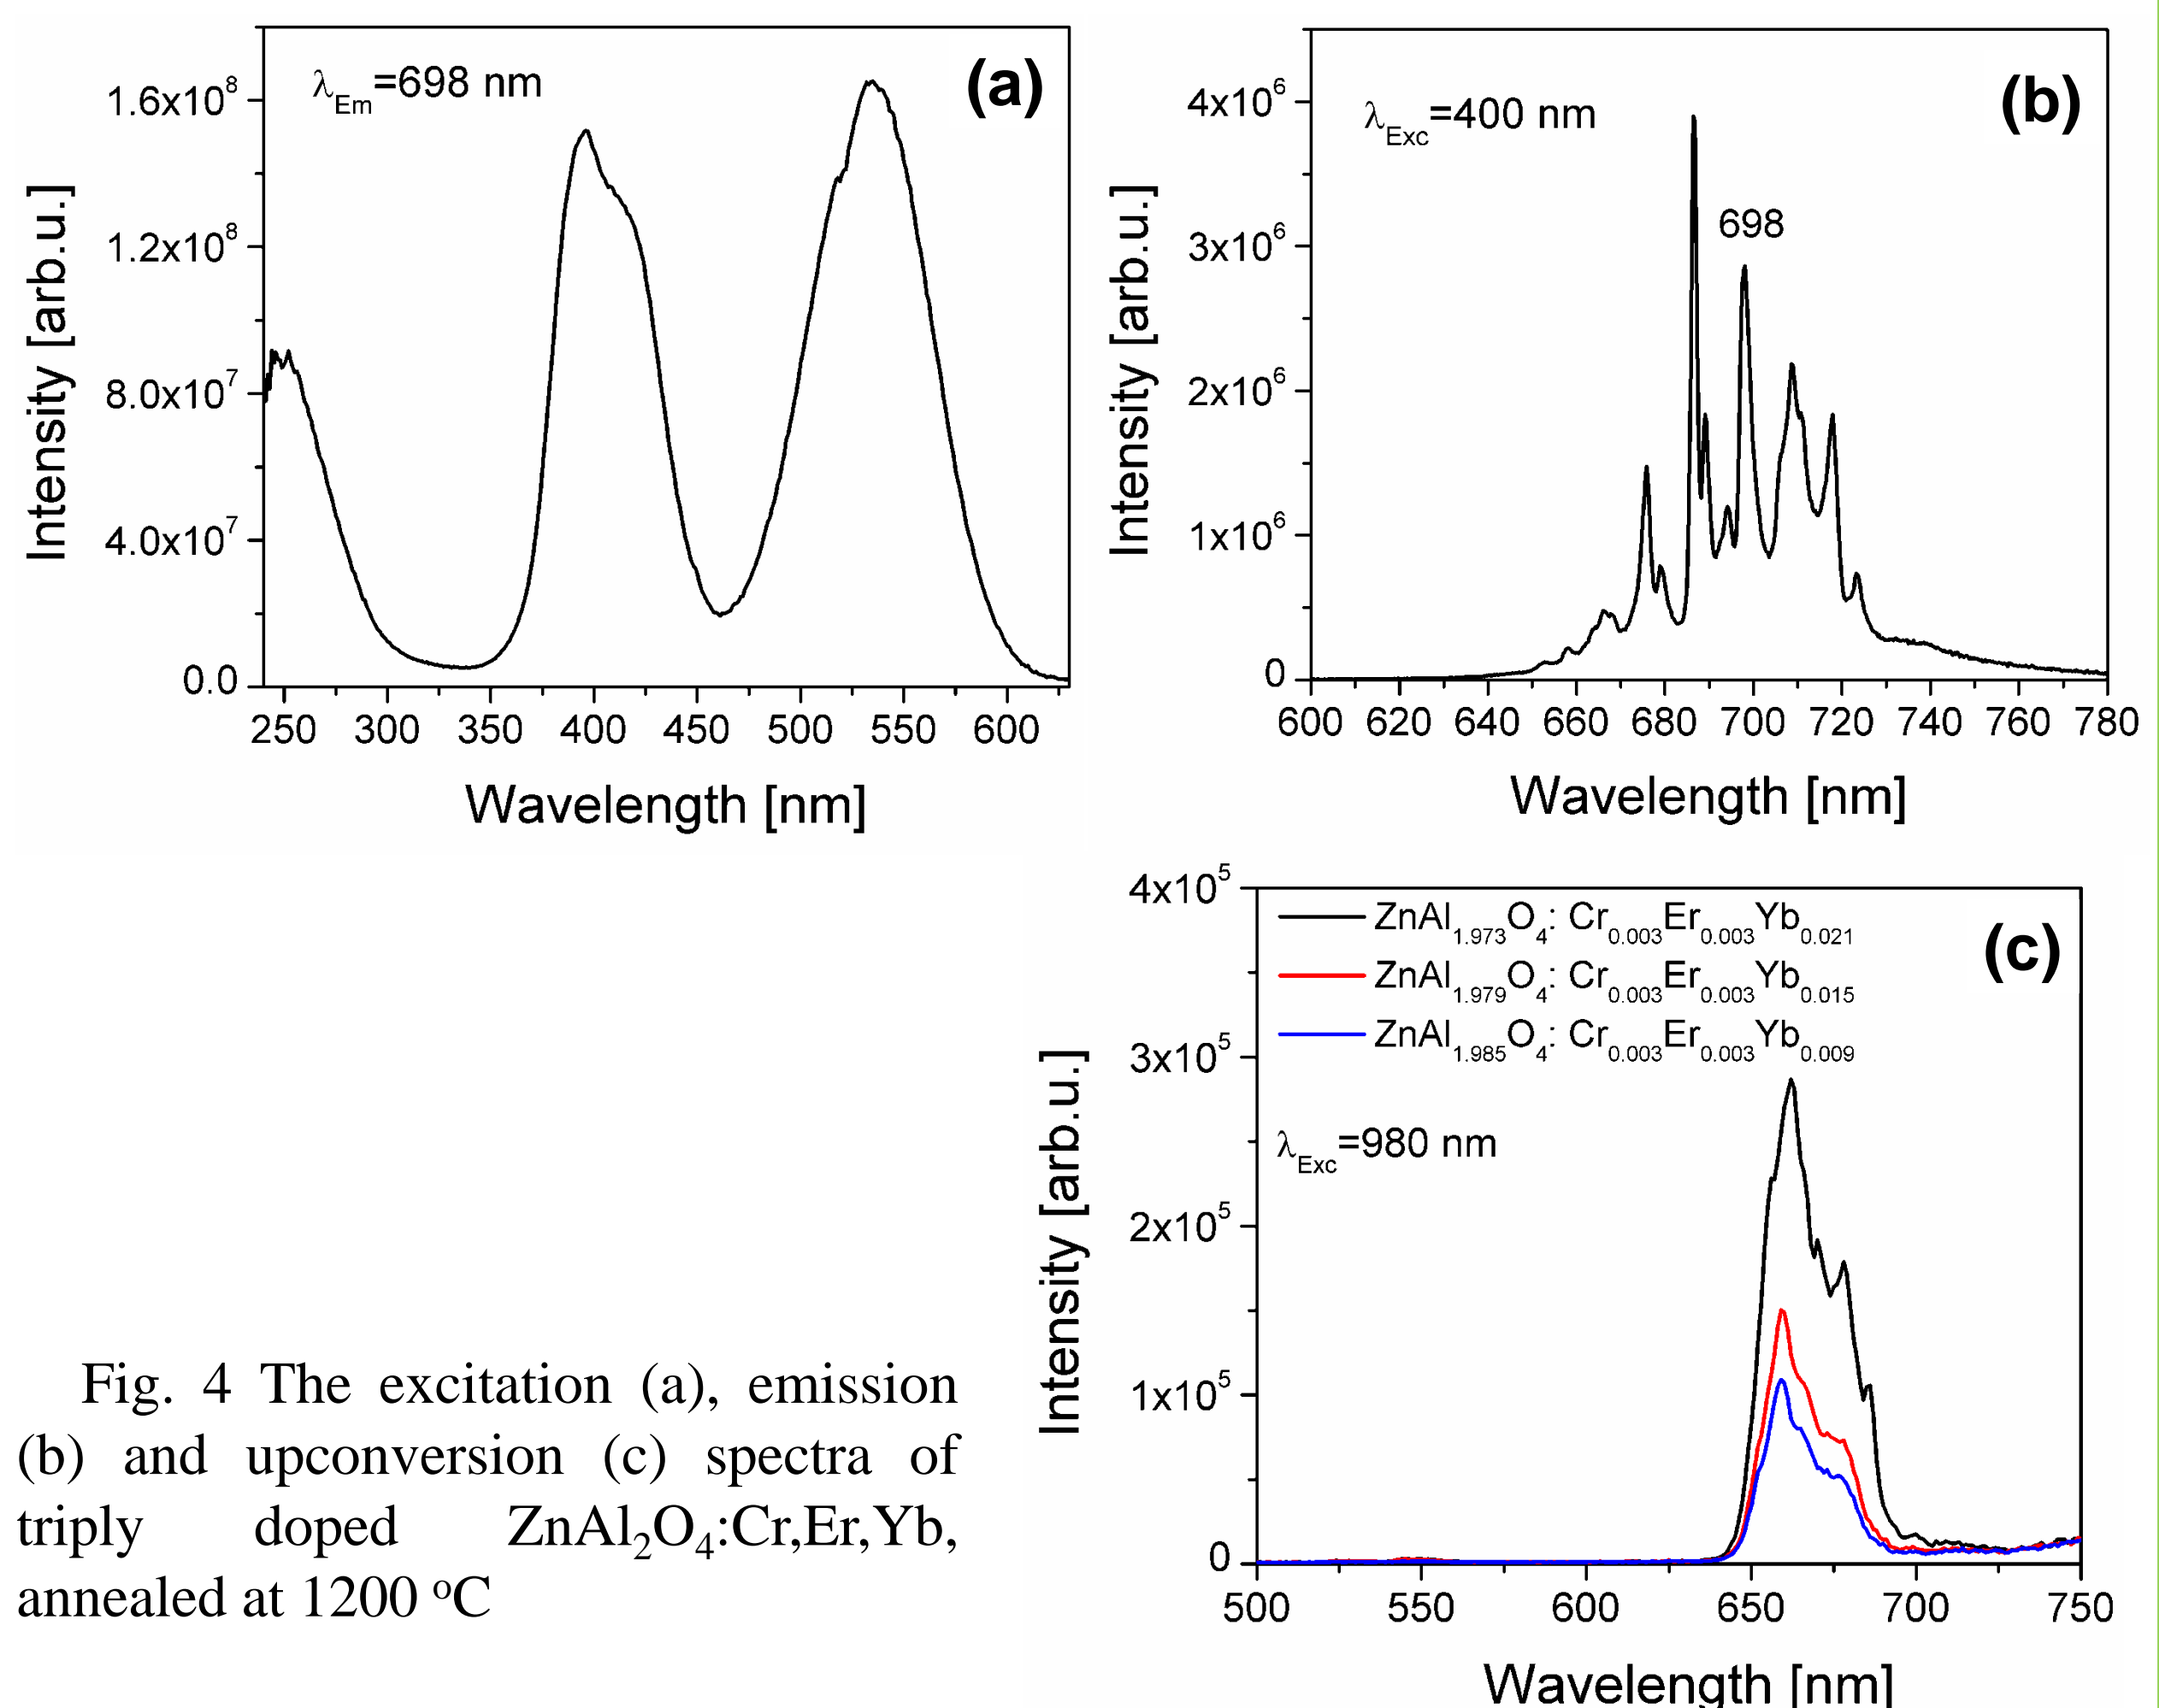 λEm=698 nm
(a)
Intensity [arb.u.]
1.6x10⁸
1.2x10⁸
8.0x10⁷
4.0x10⁷
0.0
250 300 350 400 450 500 550 600
Wavelength [nm]
λExc=400 nm
(b)
698
Intensity [arb.u.]
4x10⁶
3x10⁶
2x10⁶
1x10⁶
0
600 620 640 660 680 700 720 740 760 780
Wavelength [nm]
ZnAl₁.₉₇₃O₄: Cr₀.₀₀₃Er₀.₀₀₃Yb₀.₀₂₁
ZnAl₁.₉₇₉O₄: Cr₀.₀₀₃Er₀.₀₀₃Yb₀.₀₁₅
ZnAl₁.₉₈₅O₄: Cr₀.₀₀₃Er₀.₀₀₃Yb₀.₀₀₉
(c)
λExc=980 nm
Intensity [arb.u.]
4x10⁵
3x10⁵
2x10⁵
1x10⁵
0
500 550 600 650 700 750
Wavelength [nm]
Fig. 4 The excitation (a), emission
(b) and upconversion (c) spectra of
triply doped ZnAl₂O₄:Cr,Er,Yb,
annealed at 1200 ᵒC